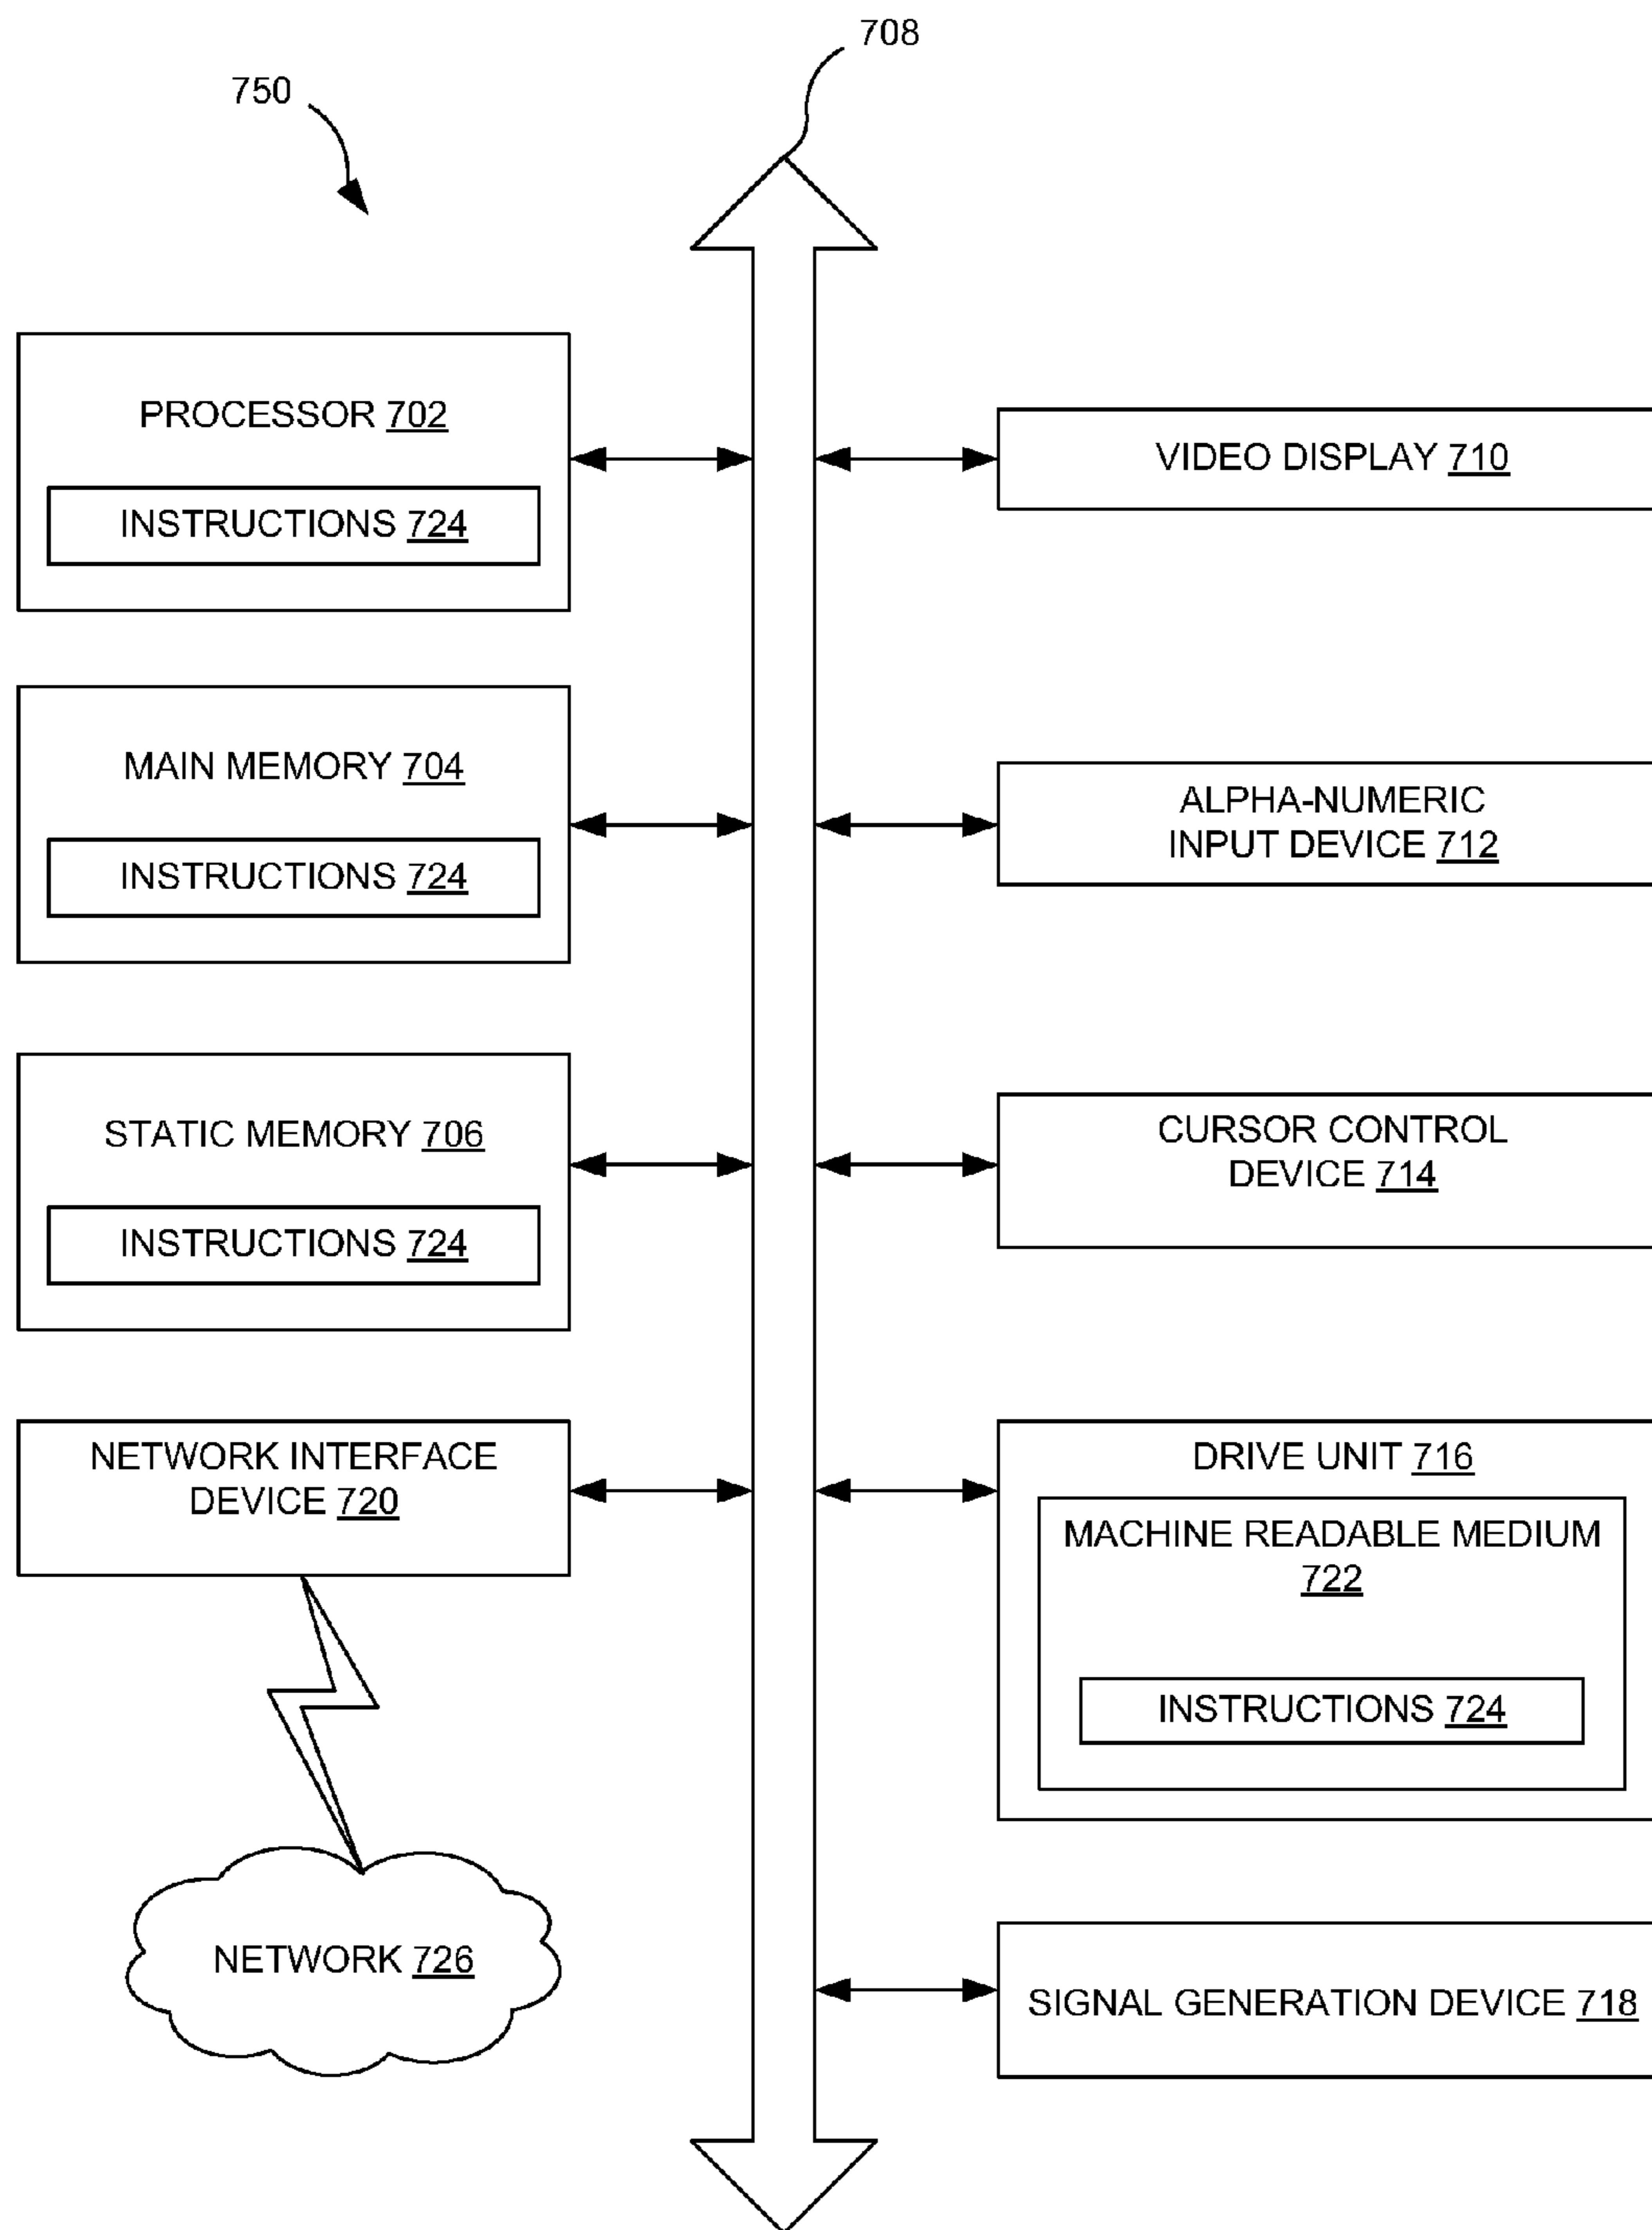 708
750
PROCESSOR 702
INSTRUCTIONS 724
MAIN MEMORY 704
INSTRUCTIONS 724
STATIC MEMORY 706
INSTRUCTIONS 724
NETWORK INTERFACE
DEVICE 720
NETWORK 726
VIDEO DISPLAY 710
ALPHA-NUMERIC
INPUT DEVICE 712
CURSOR CONTROL
DEVICE 714
DRIVE UNIT 716
MACHINE READABLE MEDIUM
722
INSTRUCTIONS 724
SIGNAL GENERATION DEVICE 718